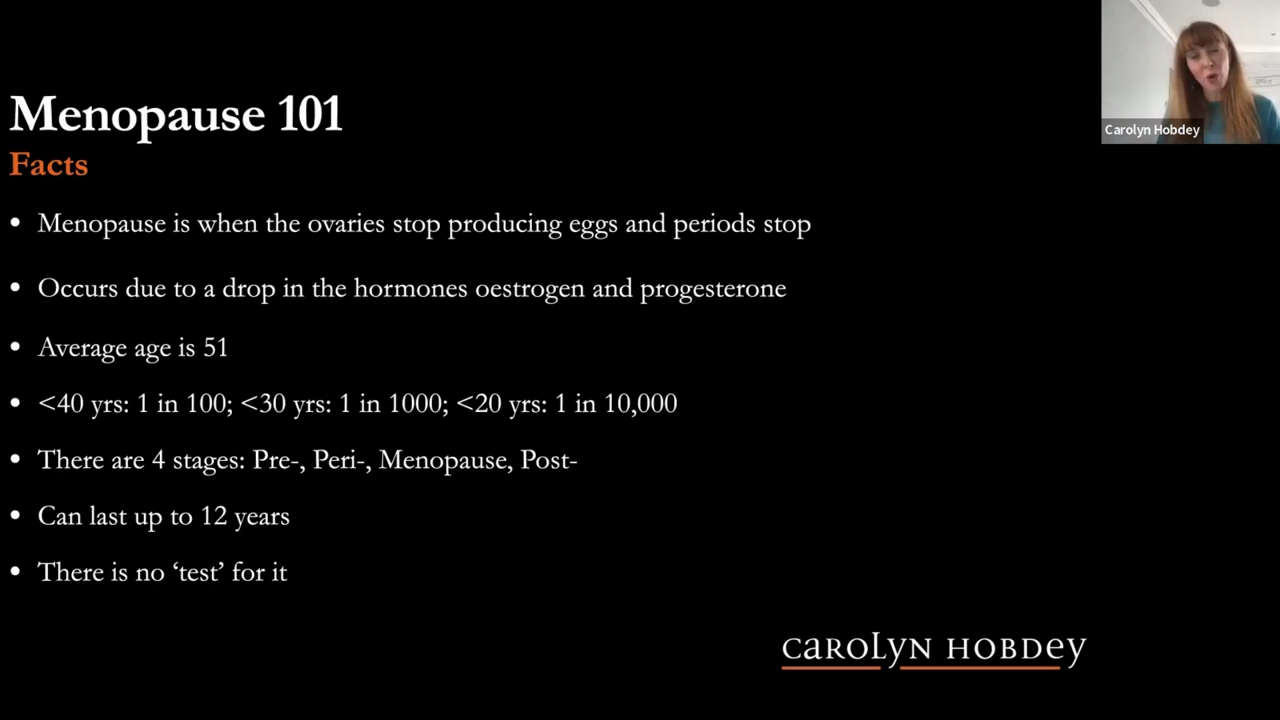 Menopause 101
Facts
• Menopause is when the ovaries stop producing eggs and periods stop
• Occurs due to a drop in the hormones oestrogen and progesterone
• Average age is 51
• <40 yrs: 1 in 100; <30 yrs: 1 in 1000; <20 yrs: 1 in 10,000
• There are 4 stages: Pre-, Peri-, Menopause, Post-
• Can last up to 12 years
• There is no ‘test’ for it
Carolyn Hobdey
CAROLYN HOBDEY